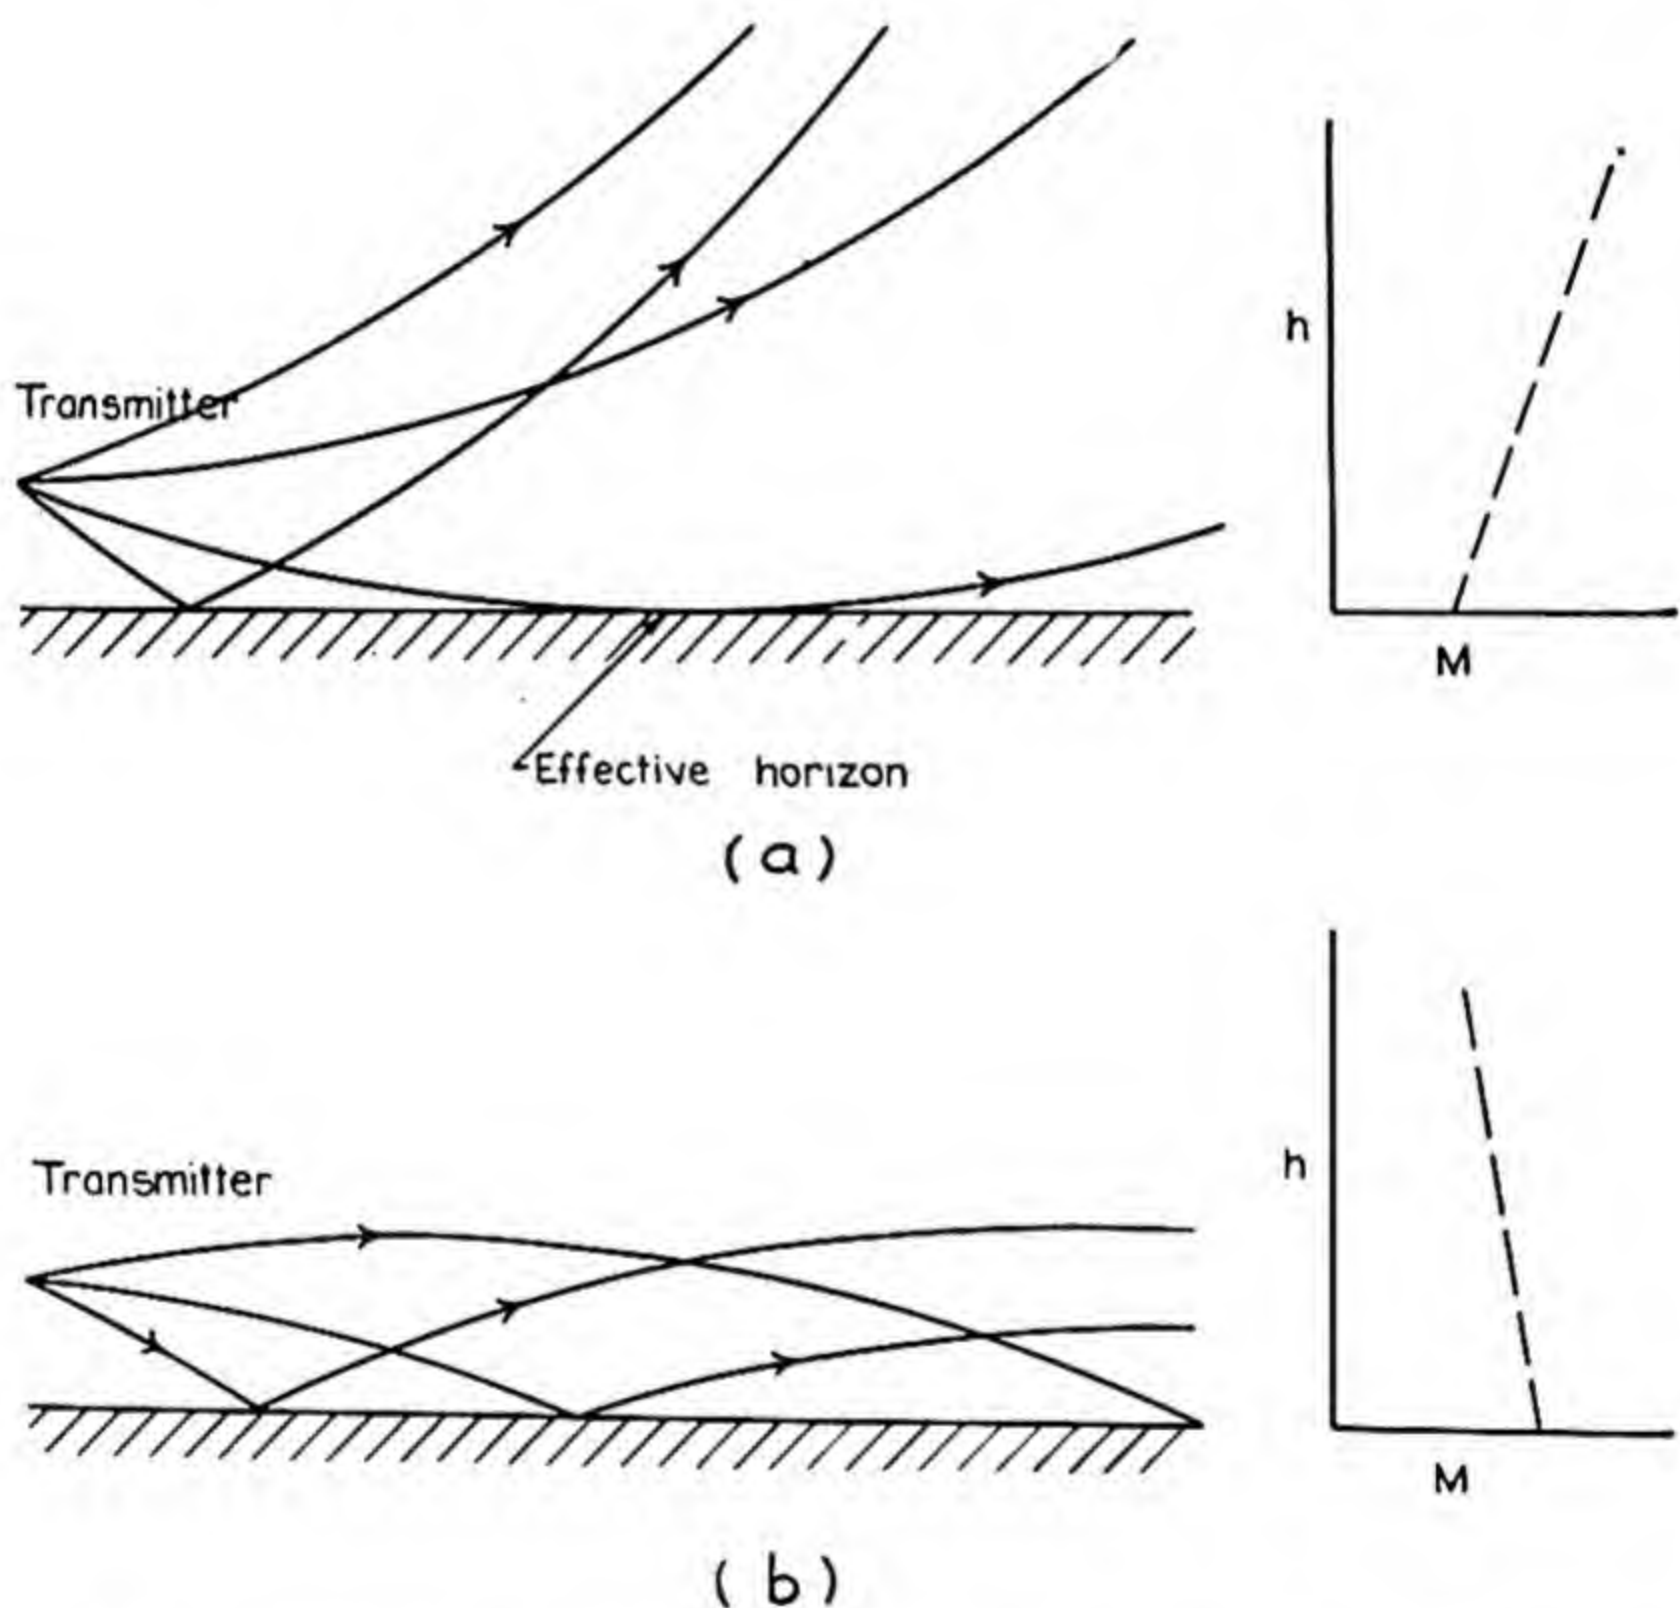 Transmitter
h
M
Effective horizon
(a)
Transmitter
h
M
(b)